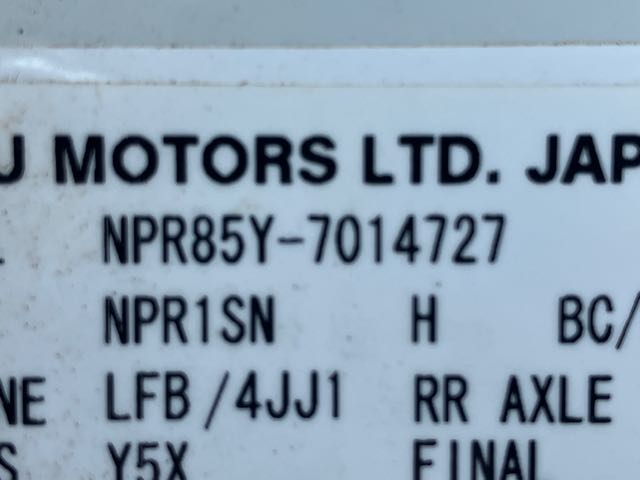 U MOTORS LTD. JAP
L NPR85Y-7014727
NPR1SN H BC/
NE LFB/4JJ1 RR AXLE
S Y5X FINAL